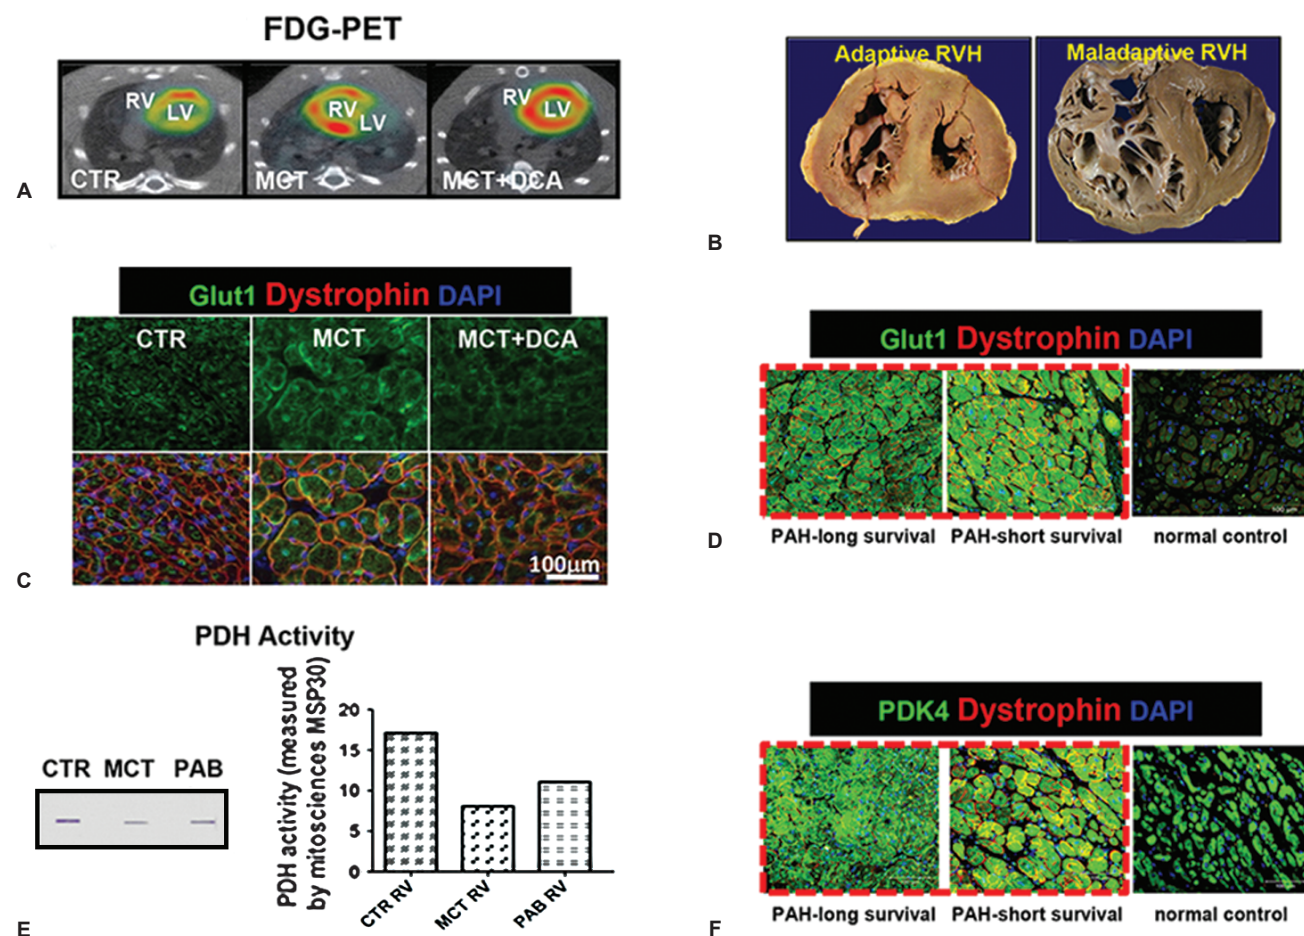 FDG-PET
RV
LV
CTR
RV
LV
MCT
RV
LV
MCT+DCA
A
Adaptive RVH
Maladaptive RVH
B
Glut1 Dystrophin DAPI
CTR
MCT
MCT+DCA
100μm
C
Glut1 Dystrophin DAPI
PAH-long survival
PAH-short survival
normal control
D
PDH Activity
CTR MCT PAB
PDH activity (measured
by mitosciences MSP30)
20
15
10
5
0
CTR RV
MCT RV
PAB RV
E
PDK4 Dystrophin DAPI
PAH-long survival
PAH-short survival
normal control
F